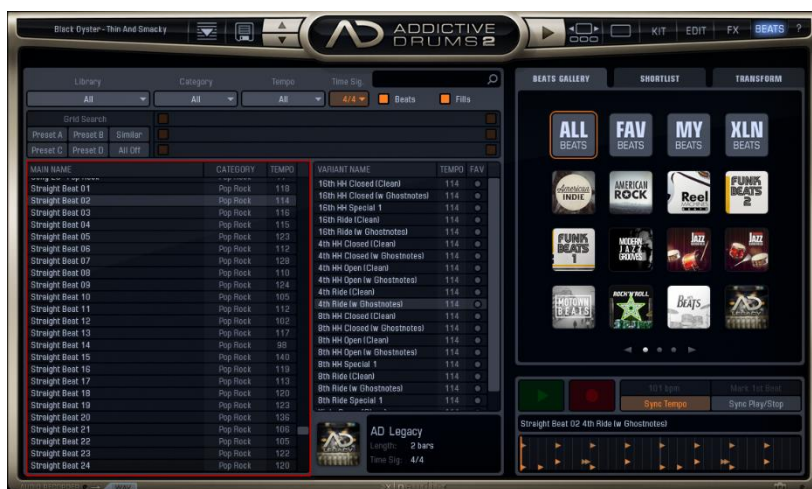 Black Oyster - Thin And Smacky
ADDICTIVE
DRUMS 2
KIT EDIT FX BEATS ?
Library Category Tempo Time Sig
All All All 4/4 Beats Fills
Grid Search
Preset A Preset B Similar
Preset C Preset D All Off
MAIN NAME CATEGORY TEMPO
Straight Beat 01 Pop Rock 119
Straight Beat 02 Pop Rock 114
Straight Beat 03 Pop Rock 116
Straight Beat 04 Pop Rock 115
Straight Beat 05 Pop Rock 123
Straight Beat 06 Pop Rock 112
Straight Beat 07 Pop Rock 128
Straight Beat 08 Pop Rock 110
Straight Beat 09 Pop Rock 124
Straight Beat 10 Pop Rock 105
Straight Beat 11 Pop Rock 112
Straight Beat 12 Pop Rock 102
Straight Beat 13 Pop Rock 117
Straight Beat 14 Pop Rock 98
Straight Beat 15 Pop Rock 140
Straight Beat 16 Pop Rock 119
Straight Beat 17 Pop Rock 113
Straight Beat 18 Pop Rock 120
Straight Beat 19 Pop Rock 123
Straight Beat 20 Pop Rock 136
Straight Beat 21 Pop Rock 106
Straight Beat 22 Pop Rock 105
Straight Beat 23 Pop Rock 122
Straight Beat 24 Pop Rock 120
VARIANT NAME TEMPO FAV
16th HH Closed (Clean) 114
16th HH Closed (w Ghostnotes) 114
16th HH Special 1 114
16th Ride (Clean) 114
16th Ride (w Ghostnotes) 114
4th HH Closed (Clean) 114
4th HH Closed (w Ghostnotes) 114
4th HH Open (Clean) 114
4th HH Open (w Ghostnotes) 114
4th Ride (Clean) 114
4th Ride (w Ghostnotes) 114
8th HH Closed (Clean) 114
8th HH Closed (w Ghostnotes) 114
8th HH Open (Clean) 114
8th HH Open (w Ghostnotes) 114
8th HH Special 1 114
8th Ride (Clean) 114
8th Ride (w Ghostnotes) 114
8th Ride Special 1 114
AD Legacy
Length: 2 bars
Time Sig: 4/4
BEATS GALLERY SHORTLIST TRANSFORM
ALL BEATS
FAV BEATS
MY BEATS
XLN BEATS
American INDIE
AMERICAN ROCK
Reel MACHINES
FUNK BEATS 2
FUNK BEATS 1
MODERN JAZZ GROOVES
JAZZ
JAZZ
MOTOWN BEATS
ROCK'N'ROLL
BEATS
AD
101 bpm Mark 1st Beat
Sync Tempo Sync Play/Stop
Straight Beat 02 4th Ride (w Ghostnotes)